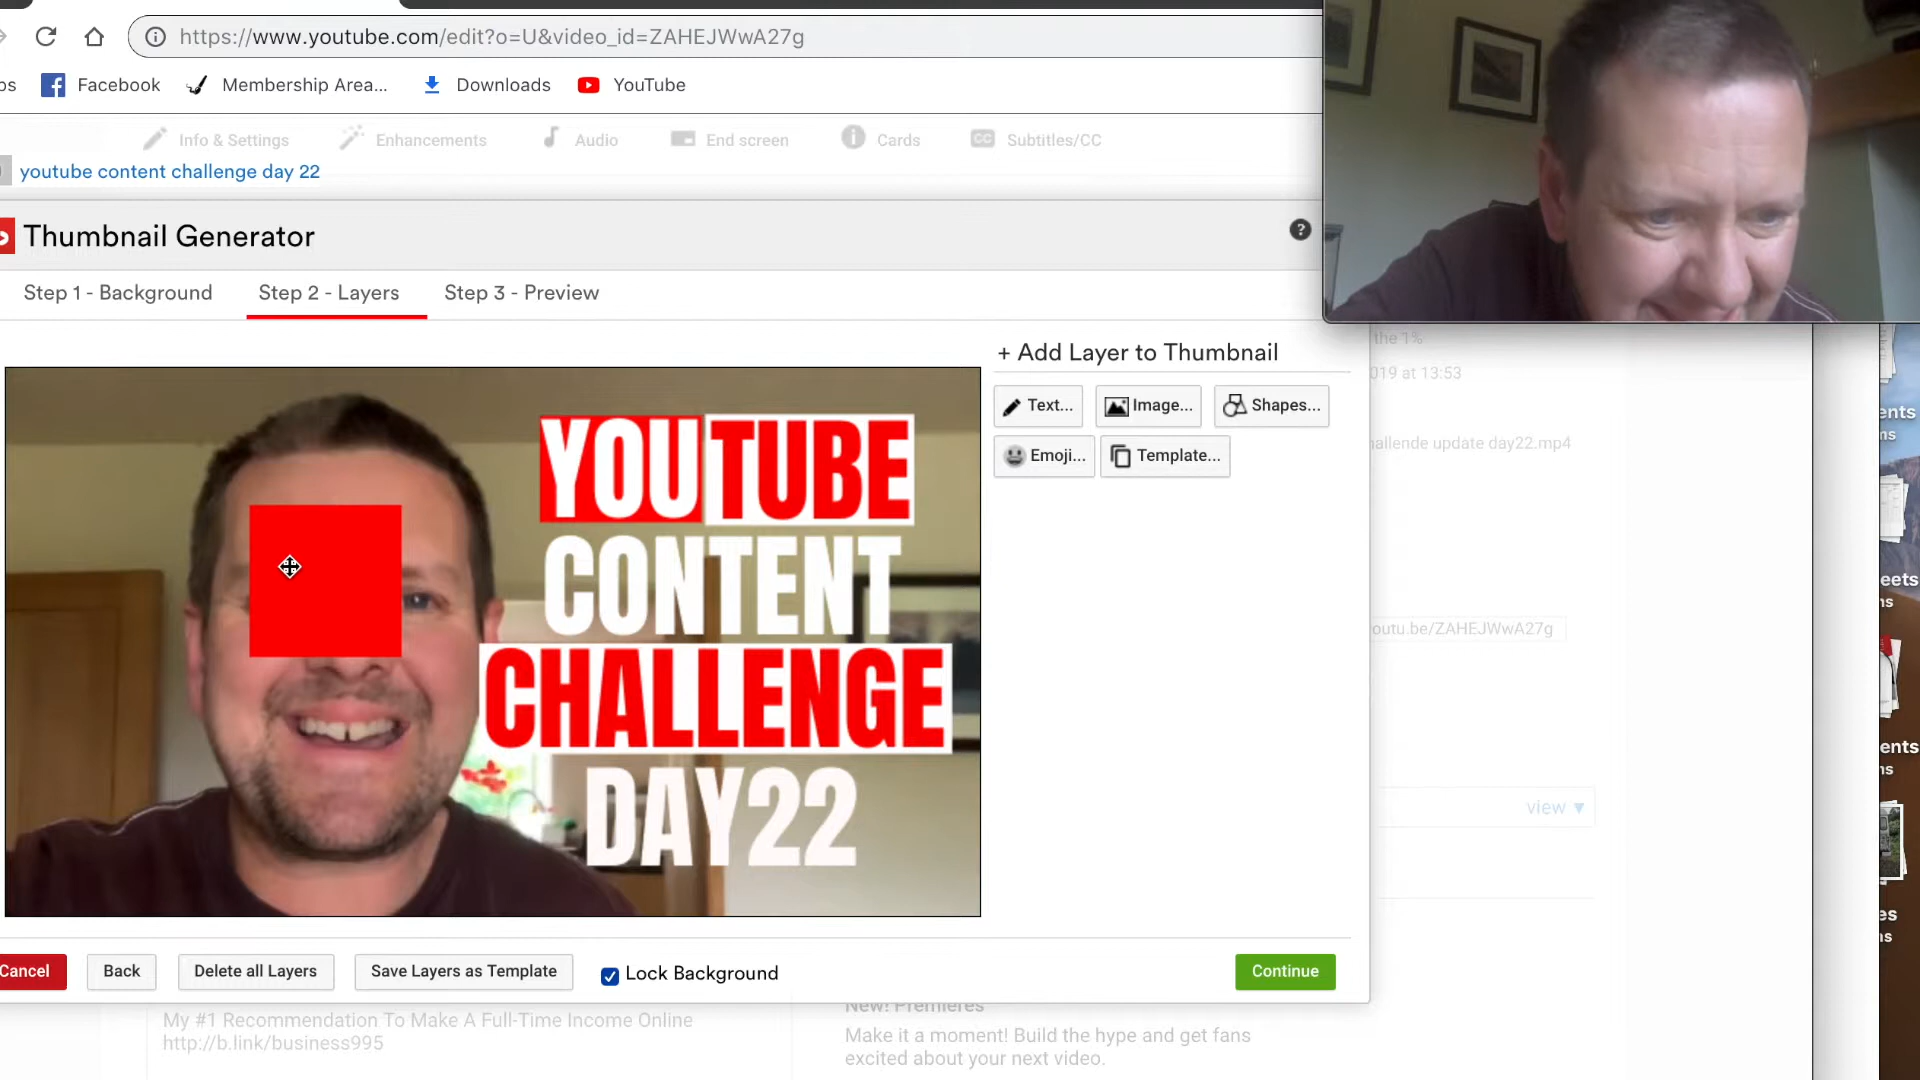 https://www.youtube.com/edit?o=U&video_id=ZAHEJWwA27g
Facebook
Membership Area...
Downloads
YouTube
Info & Settings
Enhancements
Audio
End screen
Cards
CC
Subtitles/CC
youtube content challenge day 22
Thumbnail Generator
?
Step 1 - Background
Step 2 - Layers
Step 3 - Preview
+ Add Layer to Thumbnail
Text...
Image...
Shapes...
Emoji...
Template...
YOUTUBE
CONTENT
CHALLENGE
DAY22
the 1%
019 at 13:53
hallende update day22.mp4
outu.be/ZAHEJWwA27g
view ▼
Cancel
Back
Delete all Layers
Save Layers as Template
Lock Background
Continue
My #1 Recommendation To Make A Full-Time Income Online
http://b.link/business995
New! Premieres
Make it a moment! Build the hype and get fans
excited about your next video.